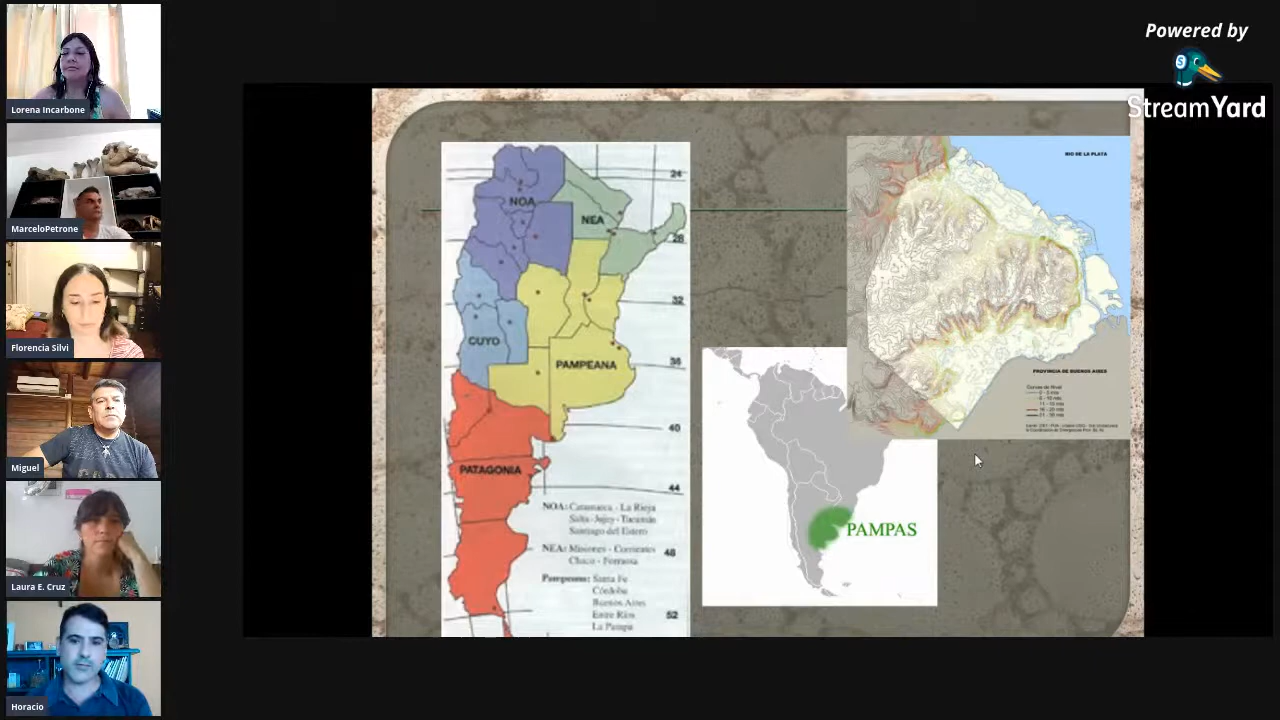 Powered by
StreamYard
Lorena Incarbone
MarceloPetrone
Florencia Silvi
Miguel
Laura E. Cruz
Horacio
NOA
NEA
CUYO
PAMPEANA
PATAGONIA
24
28
32
36
40
44
48
52
NOA: Catamarca - La Rioja
Salta - Jujuy - Tucumán
Santiago del Estero
NEA: Misiones - Corrientes
Chaco - Formosa
Pampeana: Santa Fe
Córdoba
Buenos Aires
Entre Ríos
La Pampa
PAMPAS
RIO DE LA PLATA
PROVINCIA DE BUENOS AIRES
Curvas de Nivel